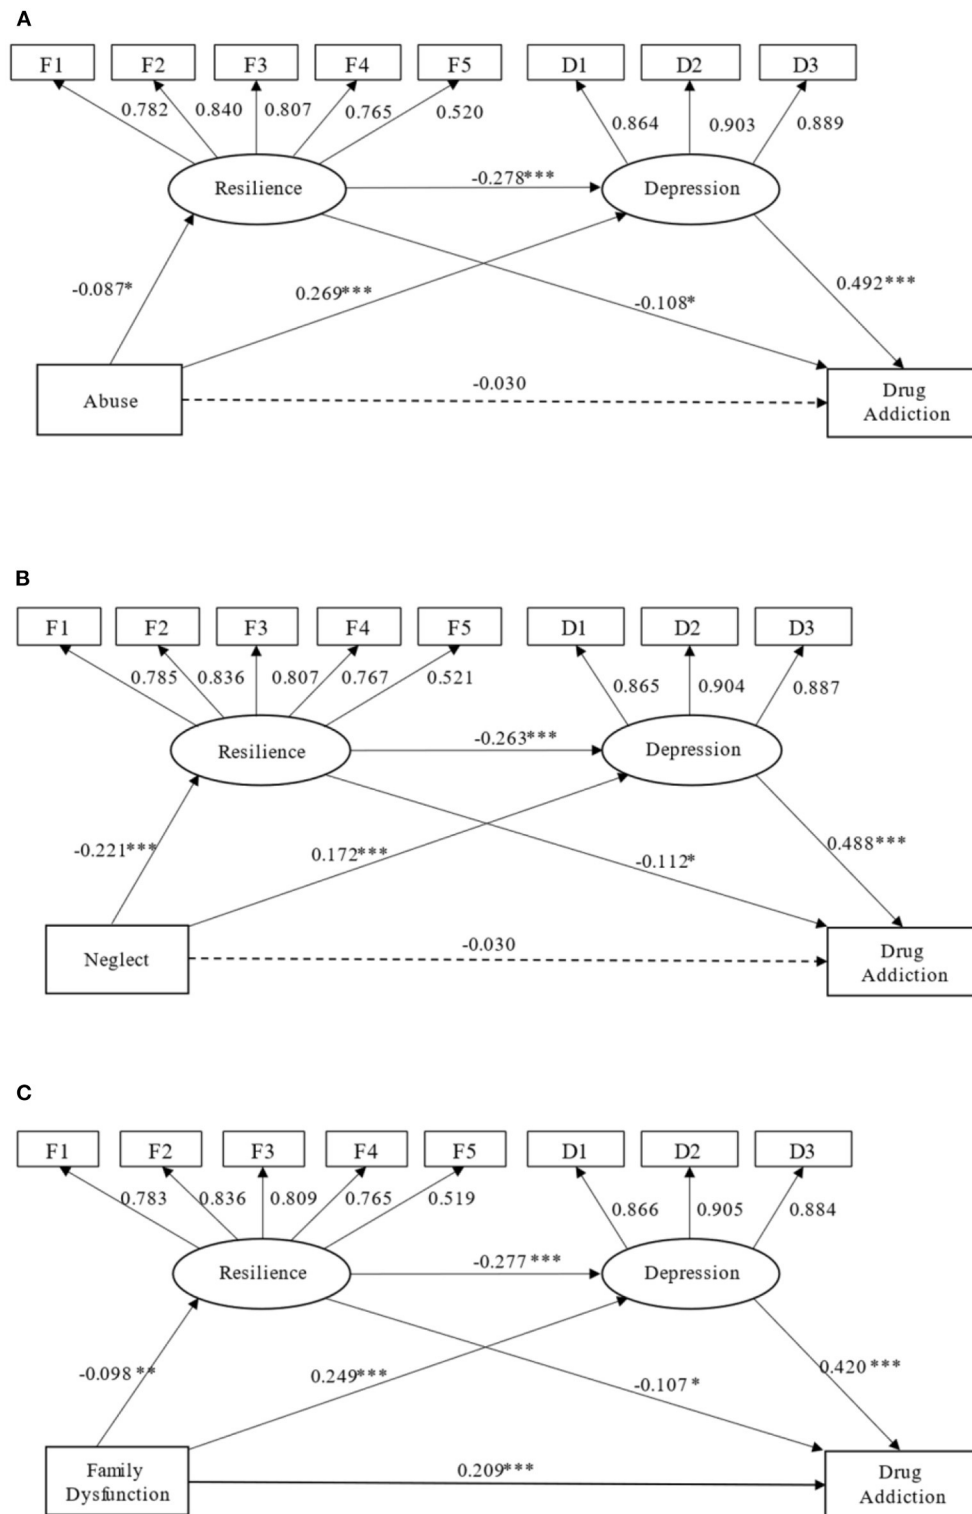 A
F1 F2 F3 F4 F5 D1 D2 D3
0.782 0.840 0.807 0.765 0.520 0.864 0.903 0.889
-0.278***
Resilience Depression
-0.087* 0.269*** -0.108* 0.492***
-0.030
Abuse
Drug
Addiction
B
F1 F2 F3 F4 F5 D1 D2 D3
0.785 0.836 0.807 0.767 0.521 0.865 0.904 0.887
-0.263***
Resilience Depression
-0.221*** 0.172*** -0.112* 0.488***
-0.030
Neglect
Drug
Addiction
C
F1 F2 F3 F4 F5 D1 D2 D3
0.783 0.836 0.809 0.765 0.519 0.866 0.905 0.884
-0.277***
Resilience Depression
-0.098** 0.249*** -0.107* 0.420***
0.209***
Family
Dysfunction
Drug
Addiction